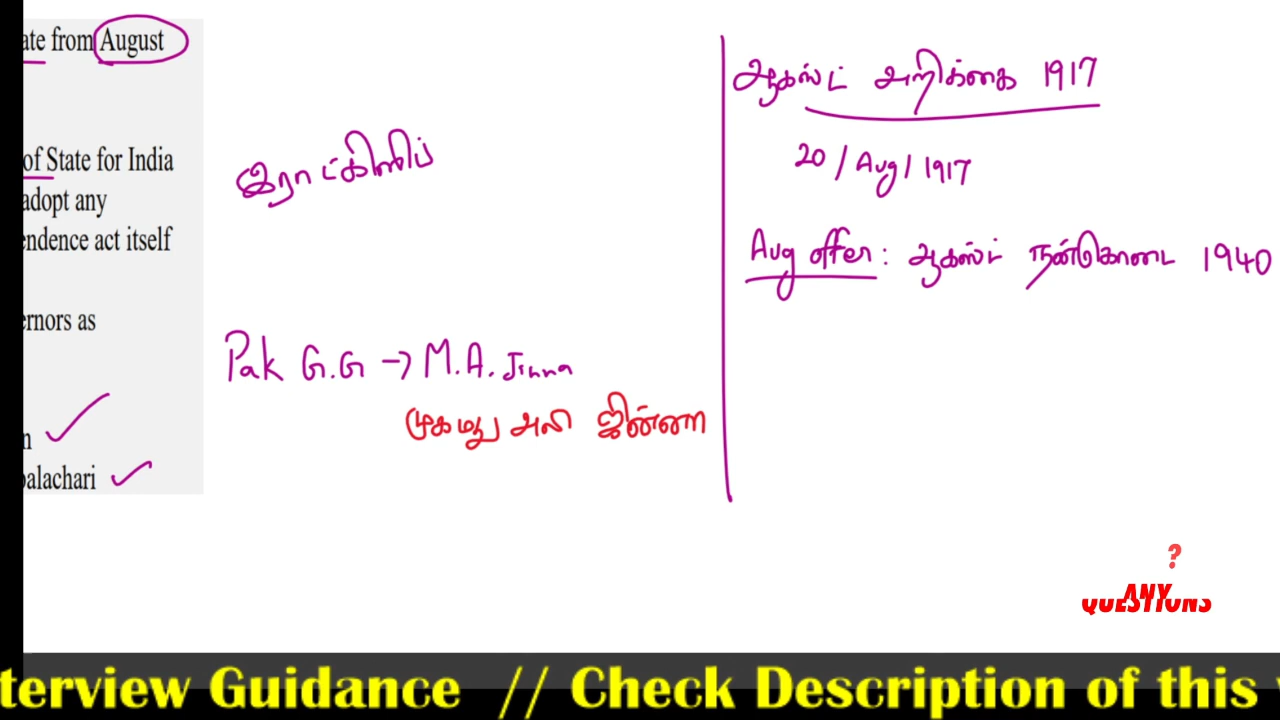 ate from August
of State for India
adopt any
endence act itself
ernors as
n
palachari
இராட்கிளிப்
Pak G.G → M.A. Jinna
முகமது அலி ஜின்னா
ஆகஸ்ட் அறிக்கை 1917
20/Aug/1917
Aug offer: ஆகஸ்ட் நன்கொடை 1940
?
ANY
QUESTIONS
terview Guidance // Check Description of this